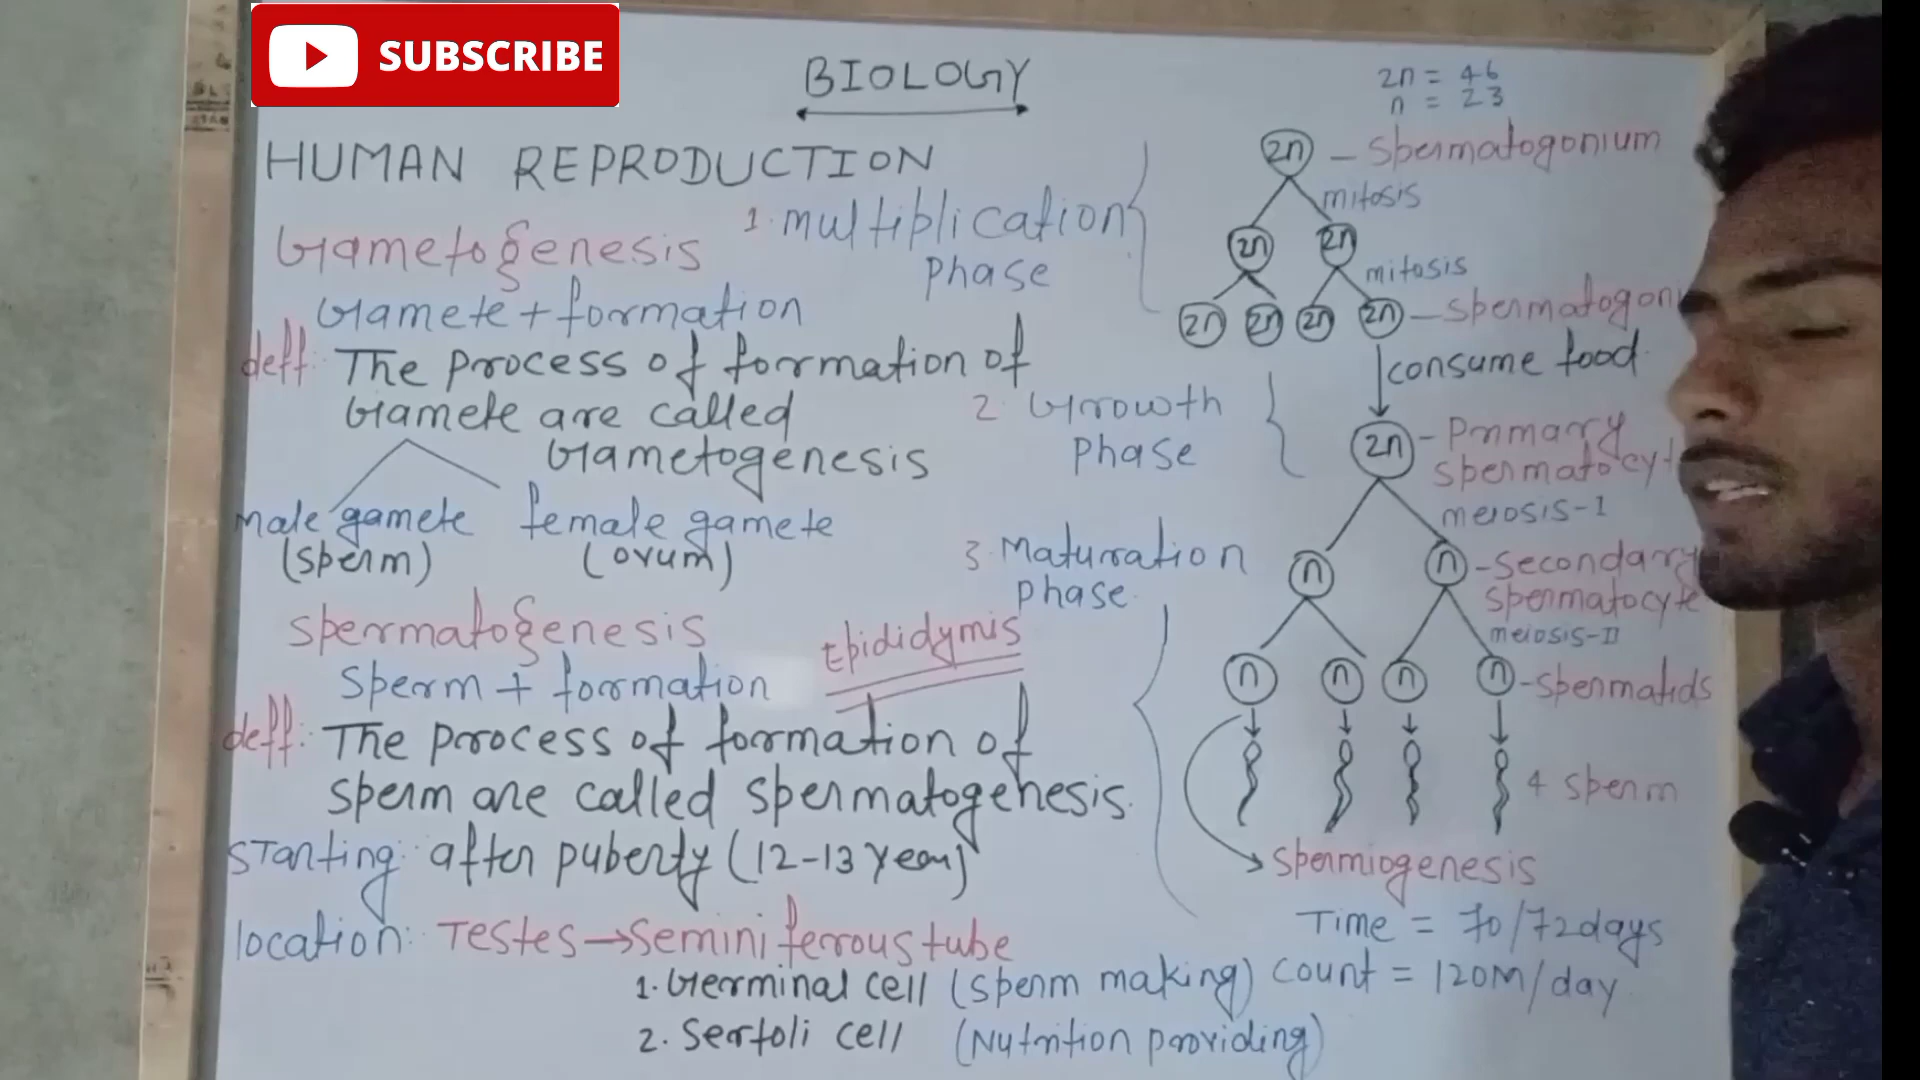 SUBSCRIBE
BIOLOGY
HUMAN REPRODUCTION
Gametogenesis
Gamete + formation
deff: The process of formation of
Gamete are called
Gametogenesis
male gamete female gamete
(sperm) (ovum)
spermatogenesis
sperm + formation
Epididymis
deff: The process of formation of
sperm are called spermatogenesis.
Starting: after puberty (12-13 year)
location: Testes → Seminiferous tube
1. Germinal cell (sperm making)
2. Sertoli cell (Nutrition providing)
2n = 46
n = 23
1. multiplication
phase
2n - spermatogonium
mitosis
2n 2n
mitosis
2n 2n 2n 2n - spermatogoni
consume food
2. Growth
phase
2n - Primary
spermatocyt
meiosis-I
3. Maturation
phase
n n - secondary
spermatocyte
meiosis-II
n n n n - spermatids
4 sperm
spermiogenesis
Time = 70/72days
count = 120M/day